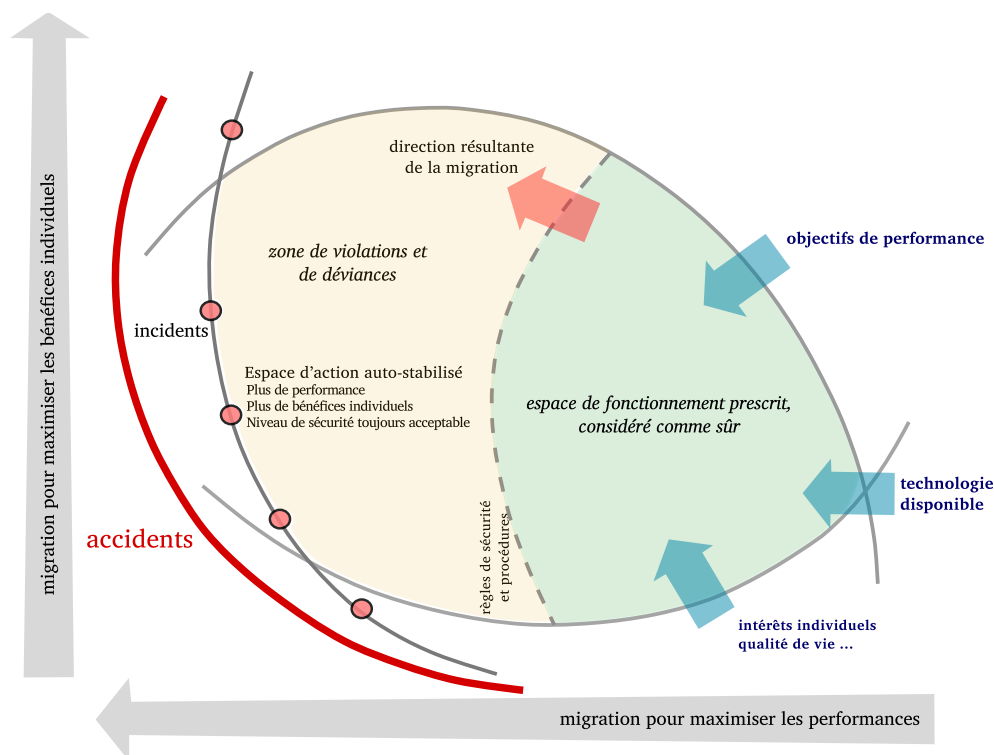 direction résultante
de la migration
zone de violations et
de déviances
objectifs de performance
incidents
Espace d’action auto-stabilisé
Plus de performance
Plus de bénéfices individuels
Niveau de sécurité toujours acceptable
espace de fonctionnement prescrit,
considéré comme sûr
technologie
disponible
accidents
règles de sécurité
et procédures
intérêts individuels
qualité de vie ...
migration pour maximiser les bénéfices individuels
migration pour maximiser les performances